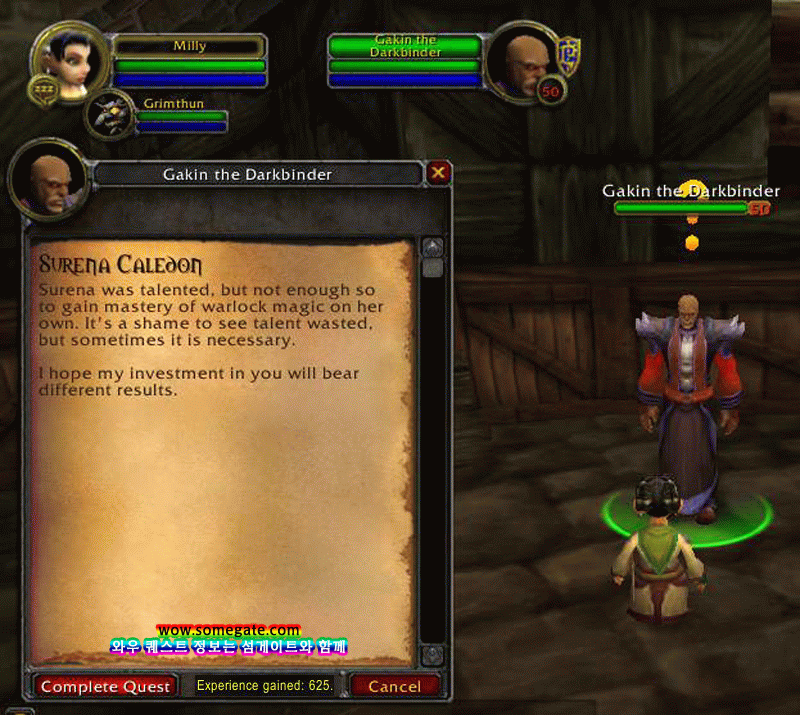 Milly
Gakin the
Darkbinder
zzz
50
Grimthun
Gakin the Darkbinder
Gakin the Darkbinder
50
Surena Caledon
Surena was talented, but not enough so
to gain mastery of warlock magic on her
own. It's a shame to see talent wasted,
but sometimes it is necessary.
I hope my investment in you will bear
different results.
wow.somegate.com
와우 퀘스트 정보는 섬게이트와 함께
Complete Quest
Experience gained: 625.
Cancel